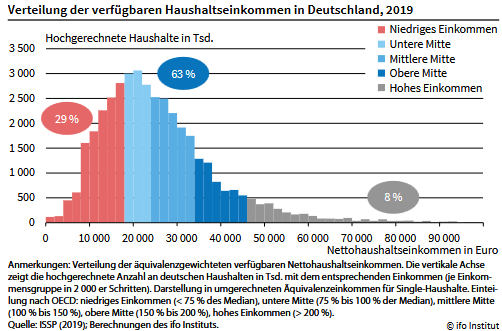 Verteilung der verfügbaren Haushaltseinkommen in Deutschland, 2019
Hochgerechnete Haushalte in Tsd.
Niedriges Einkommen
Untere Mitte
Mittlere Mitte
Obere Mitte
Hohes Einkommen
3 500
3 000
2 500
2 000
1 500
1 000
500
0
29 %
63 %
8 %
0
10 000
20 000
30 000
40 000
50 000
60 000
70 000
80 000
90 000
Nettohaushaltseinkommen in Euro
Anmerkungen: Verteilung der äquivalenzgewichteten verfügbaren Nettohaushaltseinkommen. Die vertikale Achse
zeigt die hochgerechnete Anzahl an deutschen Haushalten in Tsd. mit dem entsprechenden Einkommen (je Einkom-
mensgruppe in 2 000 er Schritten). Darstellung in umgerechneten Äquivalenzeinkommen für Single-Haushalte. Eintei-
lung nach OECD: niedriges Einkommen (< 75 % des Median), untere Mitte (75 % bis 100 % der Median), mittlere Mitte
(100 % bis 150 %), obere Mitte (150 % bis 200 %), hohes Einkommen (> 200 %).
Quelle: ISSP (2019); Berechnungen des ifo Instituts.
© ifo Institut